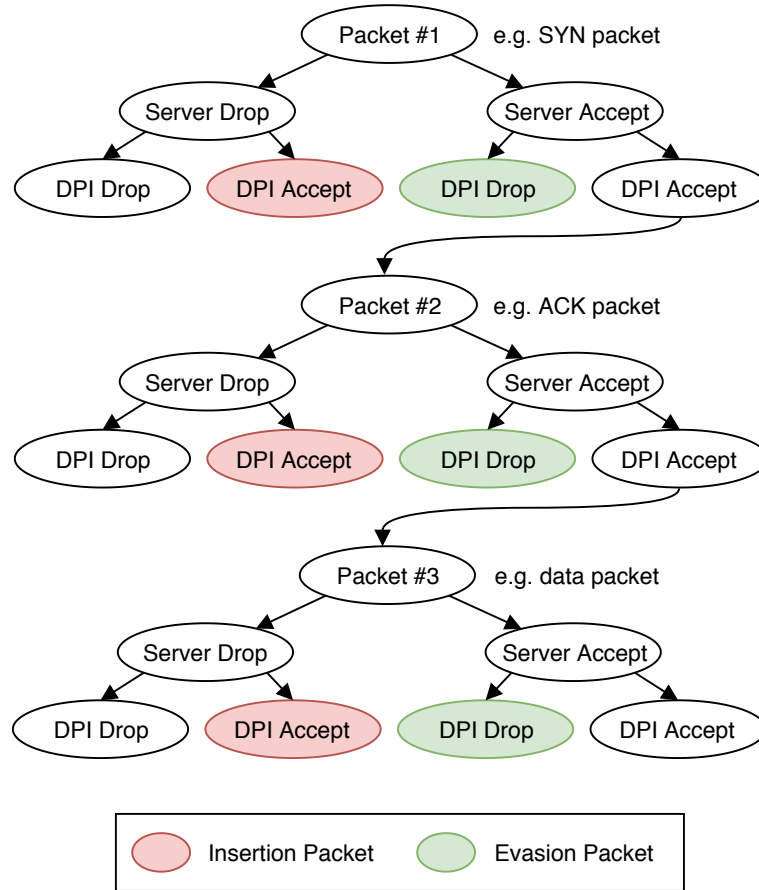 Packet #1 e.g. SYN packet
Server Drop Server Accept
DPI Drop DPI Accept DPI Drop DPI Accept
Packet #2 e.g. ACK packet
Server Drop Server Accept
DPI Drop DPI Accept DPI Drop DPI Accept
Packet #3 e.g. data packet
Server Drop Server Accept
DPI Drop DPI Accept DPI Drop DPI Accept
Insertion Packet Evasion Packet